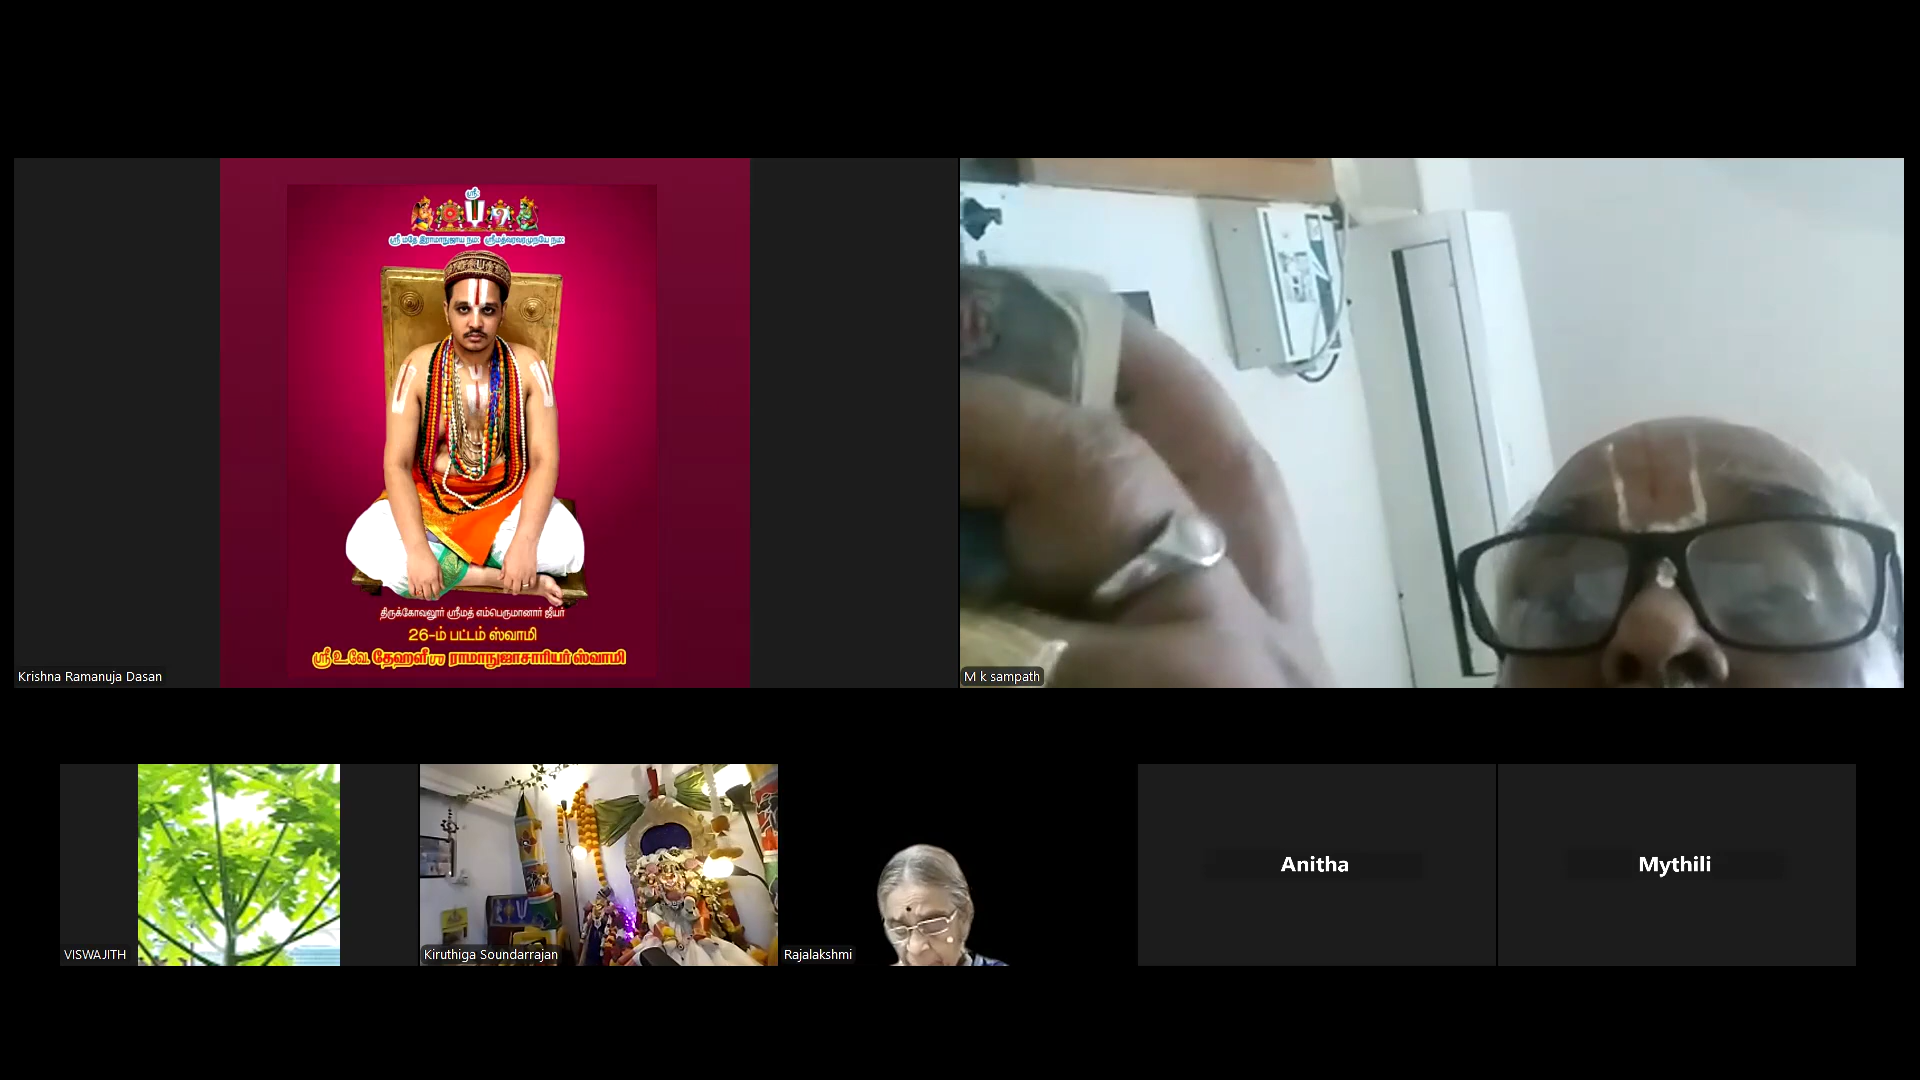 ஸ்ரீ:
ஸ்ரீ மதே இராமாநுஜாய நம: ஸ்ரீமத்வரவரமுநயே நம:
திருக்கோவலூர் ஸ்ரீமத் எம்பெருமானார் ஜீயர்
26-ம் பட்டம் ஸ்வாமி
ஸ்ரீ உ.வே. தேஹளீச ராமாநுஜாசாரியர் ஸ்வாமி
Krishna Ramanuja Dasan
M k sampath
VISWAJITH
Kiruthiga Soundarrajan
Rajalakshmi
Anitha
Mythili